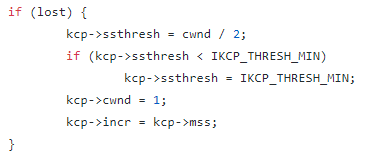 if (lost) {
        kcp->ssthresh = cwnd / 2;
        if (kcp->ssthresh < IKCP_THRESH_MIN)
                kcp->ssthresh = IKCP_THRESH_MIN;
        kcp->cwnd = 1;
        kcp->incr = kcp->mss;
}